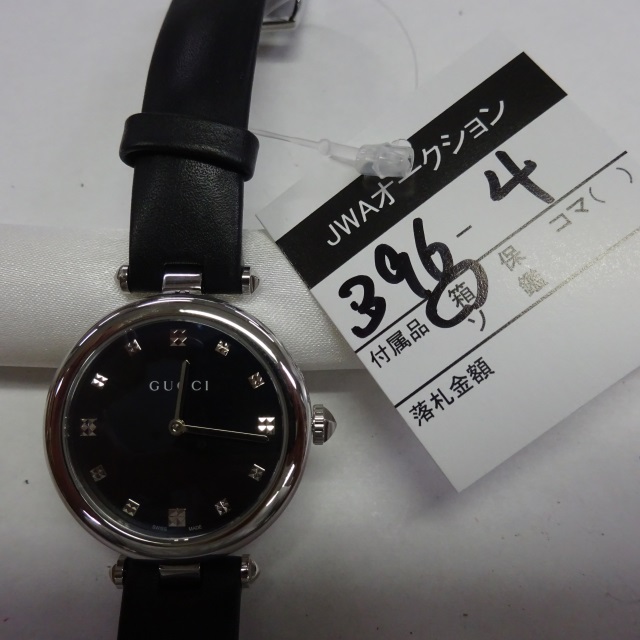 JWAオークション
396-4
付属品 箱 保 コマ( )
ソ 鑑
落札金額
GUCCI